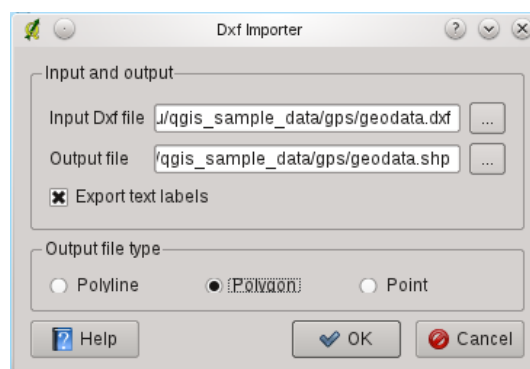 Dxf Importer
Input and output
Input Dxf file
u/qgis_sample_data/gps/geodata.dxf
...
Output file
/qgis_sample_data/gps/geodata.shp
...
Export text labels
Output file type
Polyline
Polygon
Point
Help
OK
Cancel